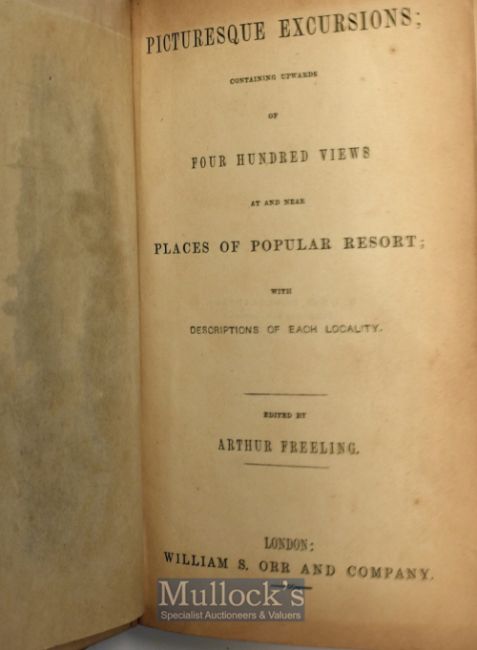 PICTURESQUE EXCURSIONS;
CONTAINING UPWARDS
OF
FOUR HUNDRED VIEWS
AT AND NEAR
PLACES OF POPULAR RESORT;
WITH
DESCRIPTIONS OF EACH LOCALITY.
EDITED BY
ARTHUR FREELING.
LONDON:
WILLIAM S. ORR AND COMPANY.
Mullock's
Specialist Auctioneers & Valuers